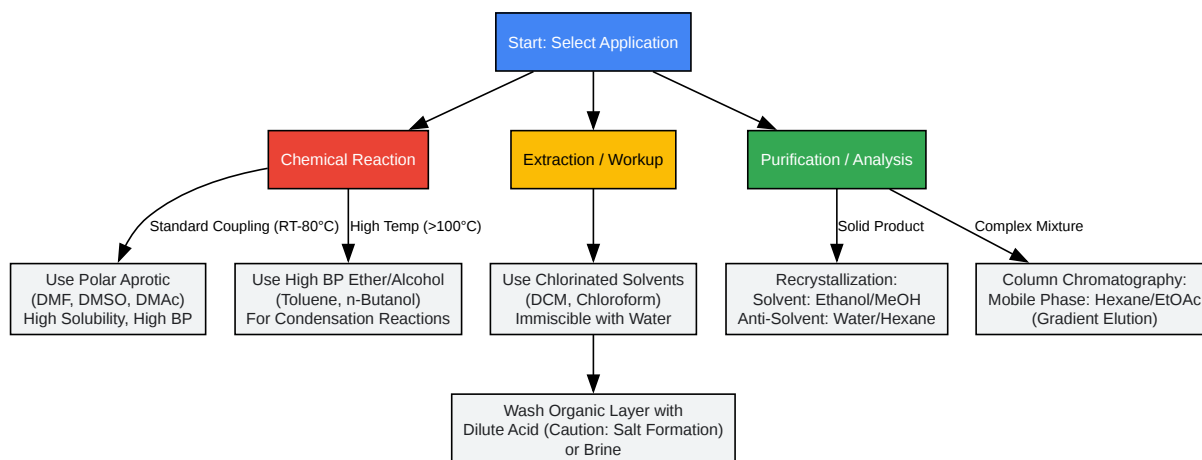 Start: Select Application
Chemical Reaction
Extraction / Workup
Purification / Analysis
Standard Coupling (RT-80°C)
High Temp (>100°C)
Solid Product
Complex Mixture
Use Polar Aprotic
(DMF, DMSO, DMAc)
High Solubility, High BP
Use High BP Ether/Alcohol
(Toluene, n-Butanol)
For Condensation Reactions
Use Chlorinated Solvents
(DCM, Chloroform)
Immiscible with Water
Recrystallization:
Solvent: Ethanol/MeOH
Anti-Solvent: Water/Hexane
Column Chromatography:
Mobile Phase: Hexane/EtOAc
(Gradient Elution)
Wash Organic Layer with
Dilute Acid (Caution: Salt Formation)
or Brine